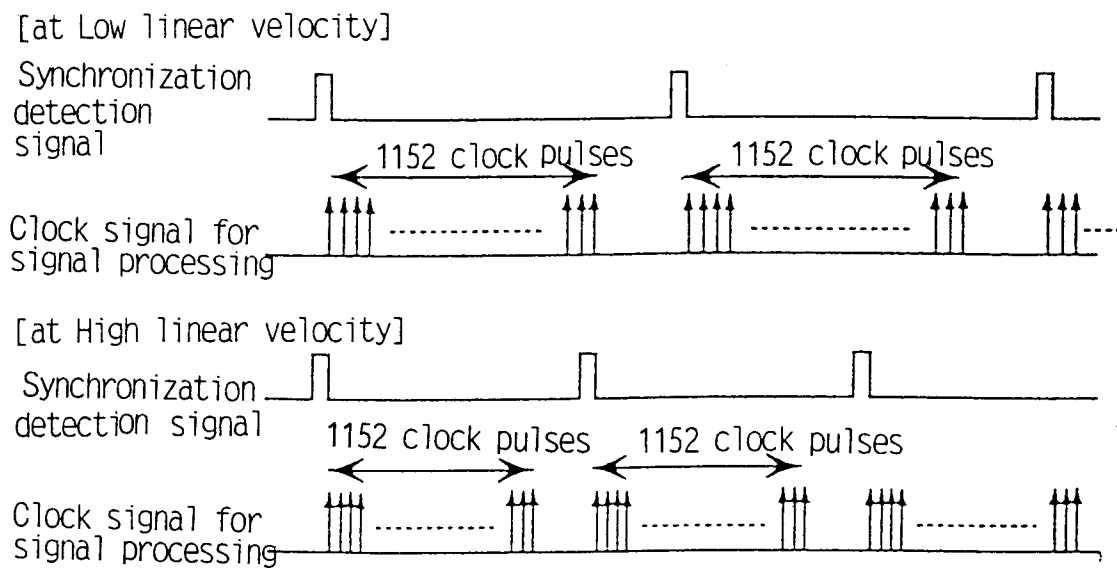 [at Low linear velocity]
Synchronization
detection
signal
1152 clock pulses 1152 clock pulses
Clock signal for
signal processing
[at High linear velocity]
Synchronization
detection signal
1152 clock pulses 1152 clock pulses
Clock signal for
signal processing